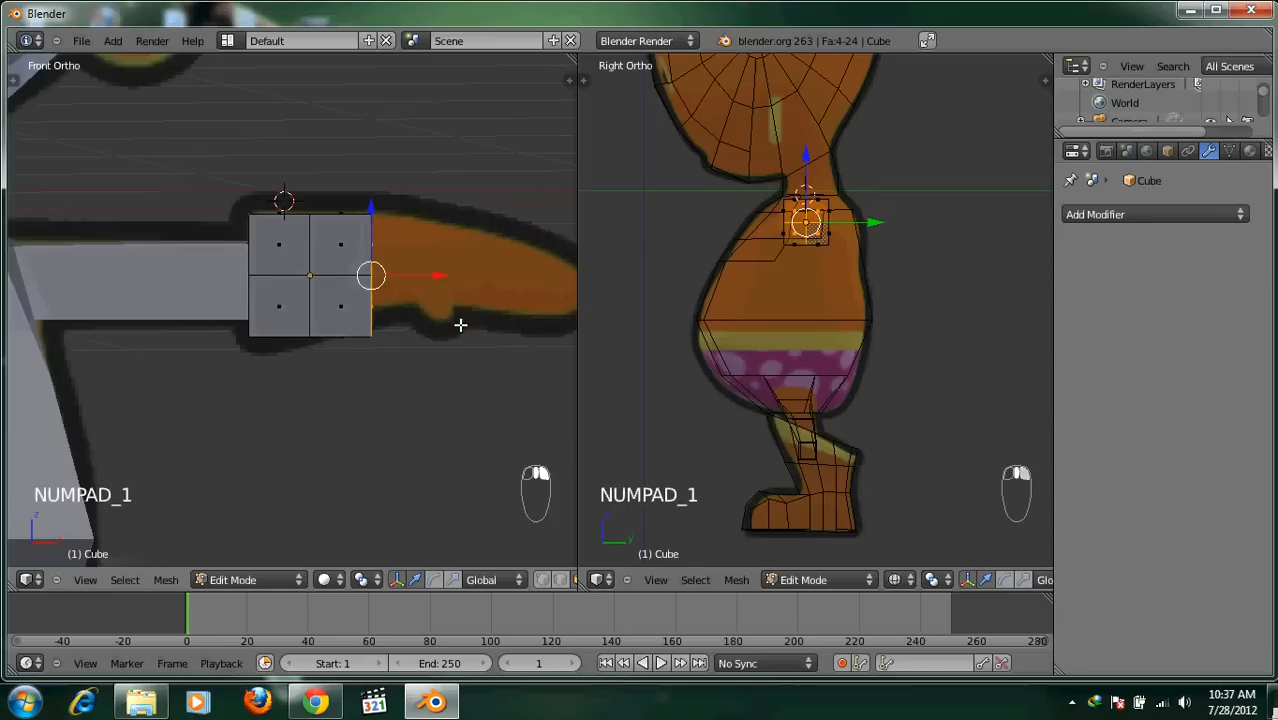 Blender
File Add Render Help Default Scene Blender Render blender.org 263 | Fa:4-24 | Cube
Front Ortho
Right Ortho
View Search All Scenes
RenderLayers
World
Cube
Add Modifier
NUMPAD_1
NUMPAD_1
z
y
(1) Cube
(1) Cube
View Select Mesh Edit Mode Global
View Select Mesh Edit Mode Glo
-40 -20 0 20 40 60 80 100 120 140 160 180 200 220 240 260 280
View Marker Frame Playback Start: 1 End: 250 1 No Sync
321
10:37 AM
7/28/2012